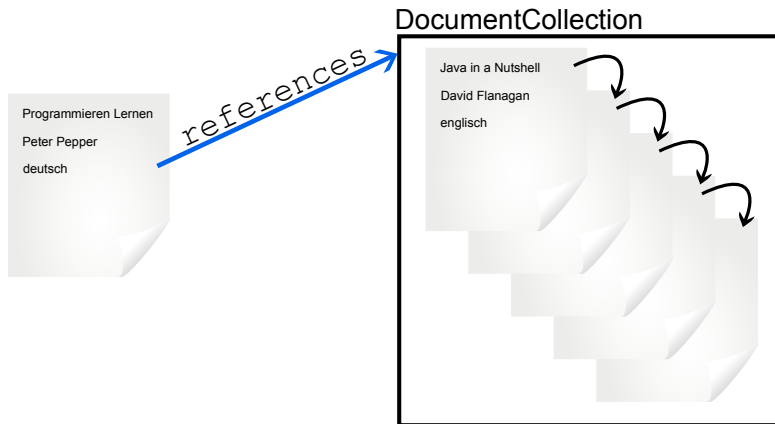 DocumentCollection
Programmieren Lernen
Peter Pepper
deutsch
references
Java in a Nutshell
David Flanagan
englisch